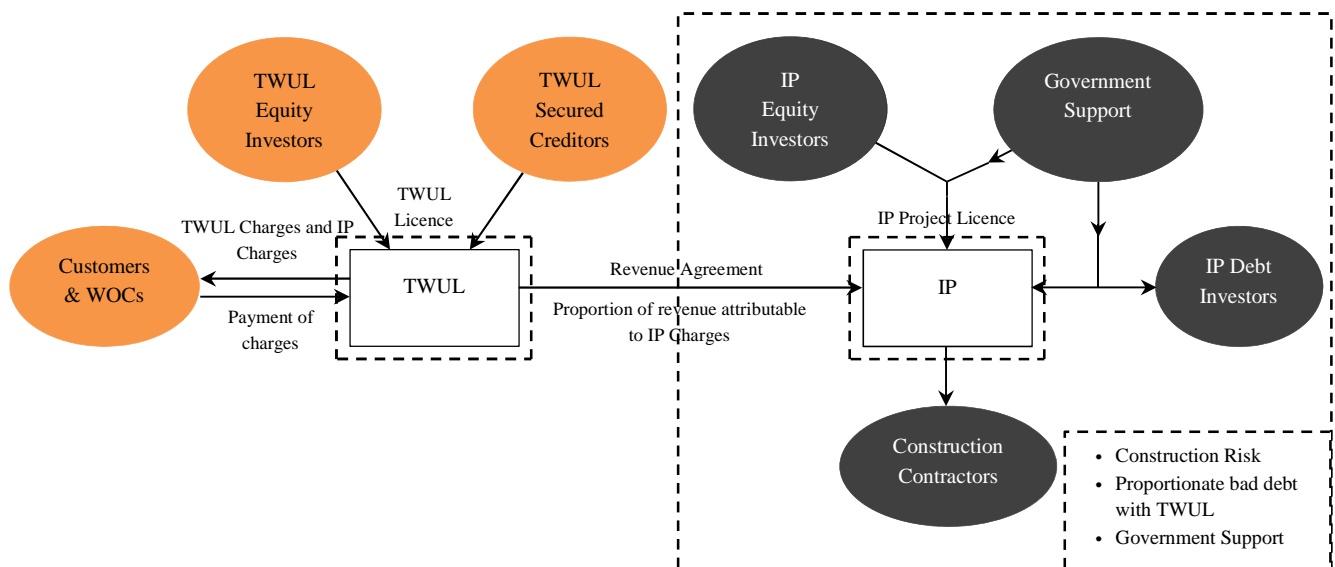 TWUL
Equity
Investors
TWUL
Secured
Creditors
IP
Equity
Investors
Government
Support
TWUL
Licence
TWUL Charges and IP
Charges
IP Project Licence
Customers
& WOCs
TWUL
Revenue Agreement
IP
IP Debt
Investors
Payment of
charges
Proportion of revenue attributable
to IP Charges
Construction
Contractors
• Construction Risk
• Proportionate bad debt
with TWUL
• Government Support